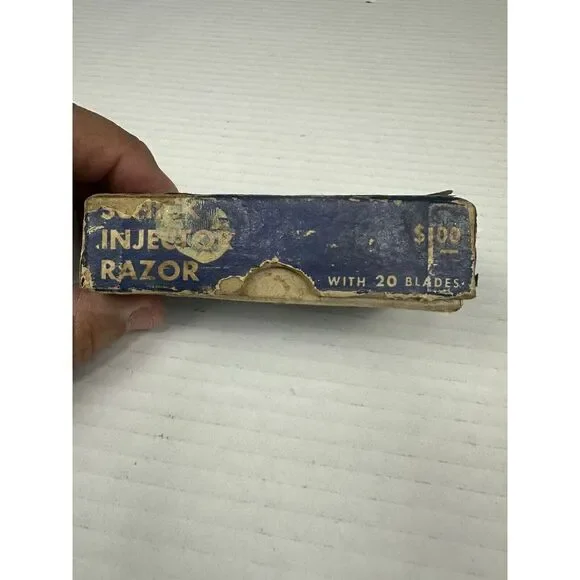 INJECTOR
RAZOR
$1.00
WITH 20 BLADES